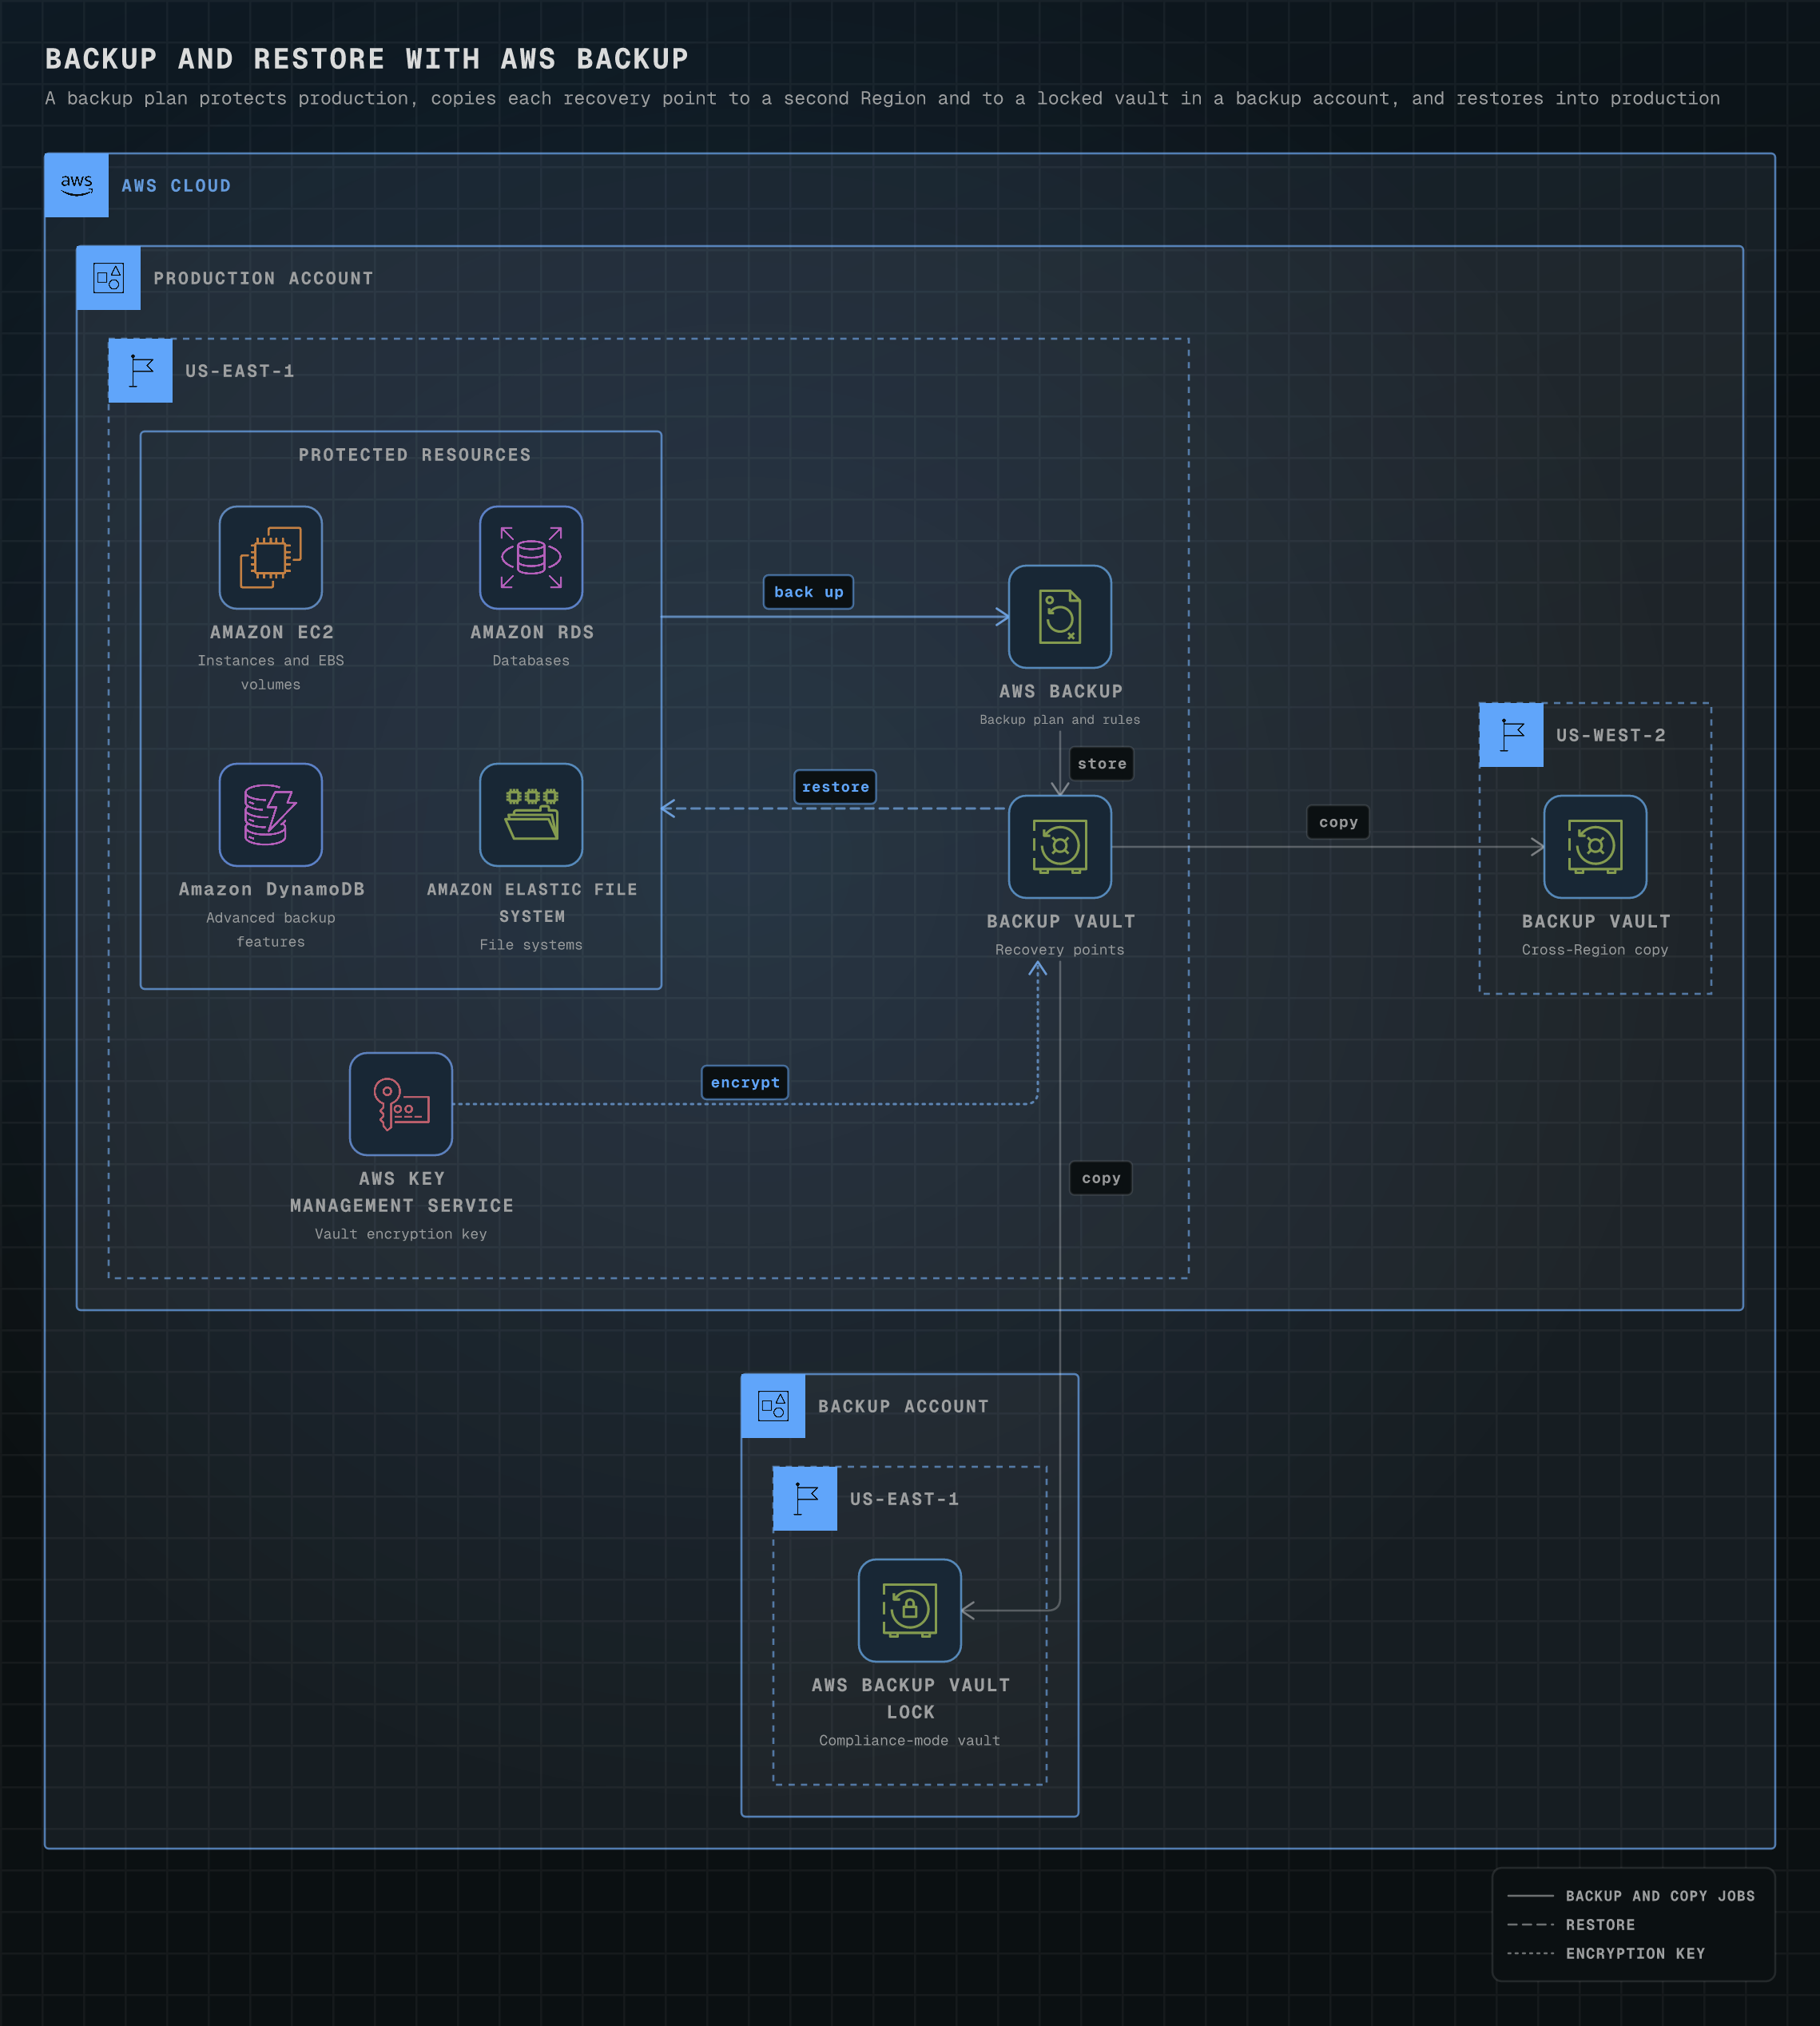 BACKUP AND RESTORE WITH AWS BACKUP
A backup plan protects production, copies each recovery point to a second Region and to a locked vault in a backup account, and restores into production
aws
AWS CLOUD
PRODUCTION ACCOUNT
US-EAST-1
PROTECTED RESOURCES
AMAZON EC2
Instances and EBS
volumes
AMAZON RDS
Databases
back up
AWS BACKUP
Backup plan and rules
store
restore
US-WEST-2
copy
Amazon DynamoDB
Advanced backup
features
AMAZON ELASTIC FILE
SYSTEM
File systems
BACKUP VAULT
Recovery points
BACKUP VAULT
Cross-Region copy
encrypt
AWS KEY
MANAGEMENT SERVICE
Vault encryption key
copy
BACKUP ACCOUNT
US-EAST-1
AWS BACKUP VAULT
LOCK
Compliance-mode vault
BACKUP AND COPY JOBS
RESTORE
ENCRYPTION KEY